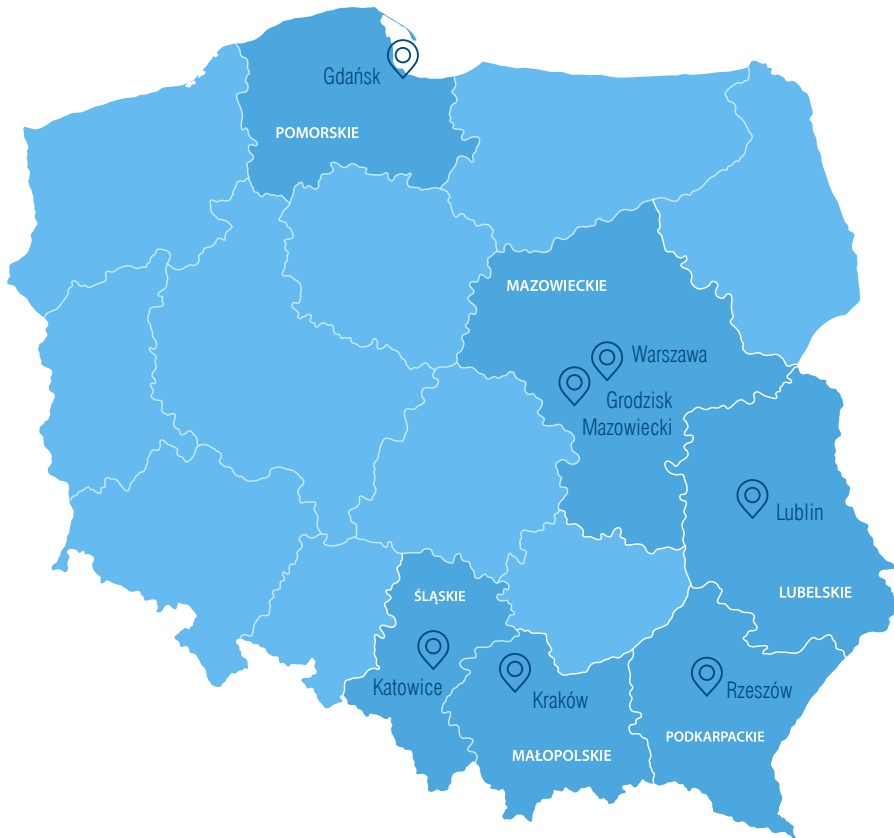 Gdańsk
POMORSKIE
MAZOWIECKIE
Warszawa
Grodzisk
Mazowiecki
Lublin
LUBELSKIE
ŚLĄSKIE
Katowice
Kraków
Rzeszów
PODKARPACKIE
MAŁOPOLSKIE